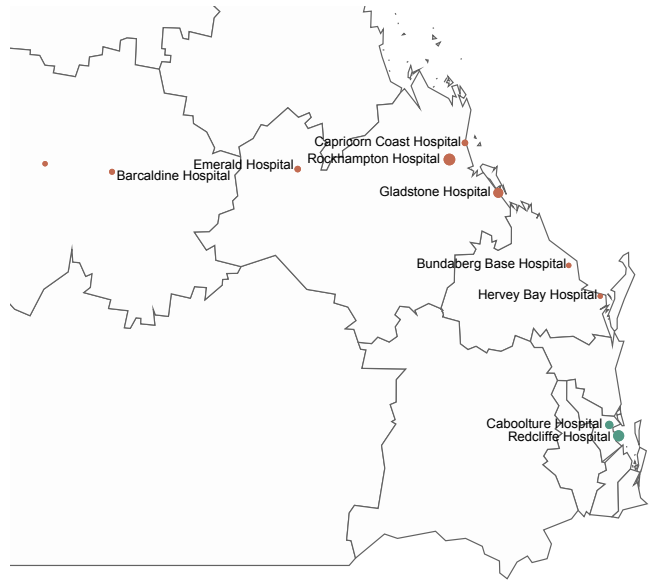 Capricorn Coast Hospital
Rockhampton Hospital
Emerald Hospital
Barcaldine Hospital
Gladstone Hospital
Bundaberg Base Hospital
Hervey Bay Hospital
Caboolture Hospital
Redcliffe Hospital